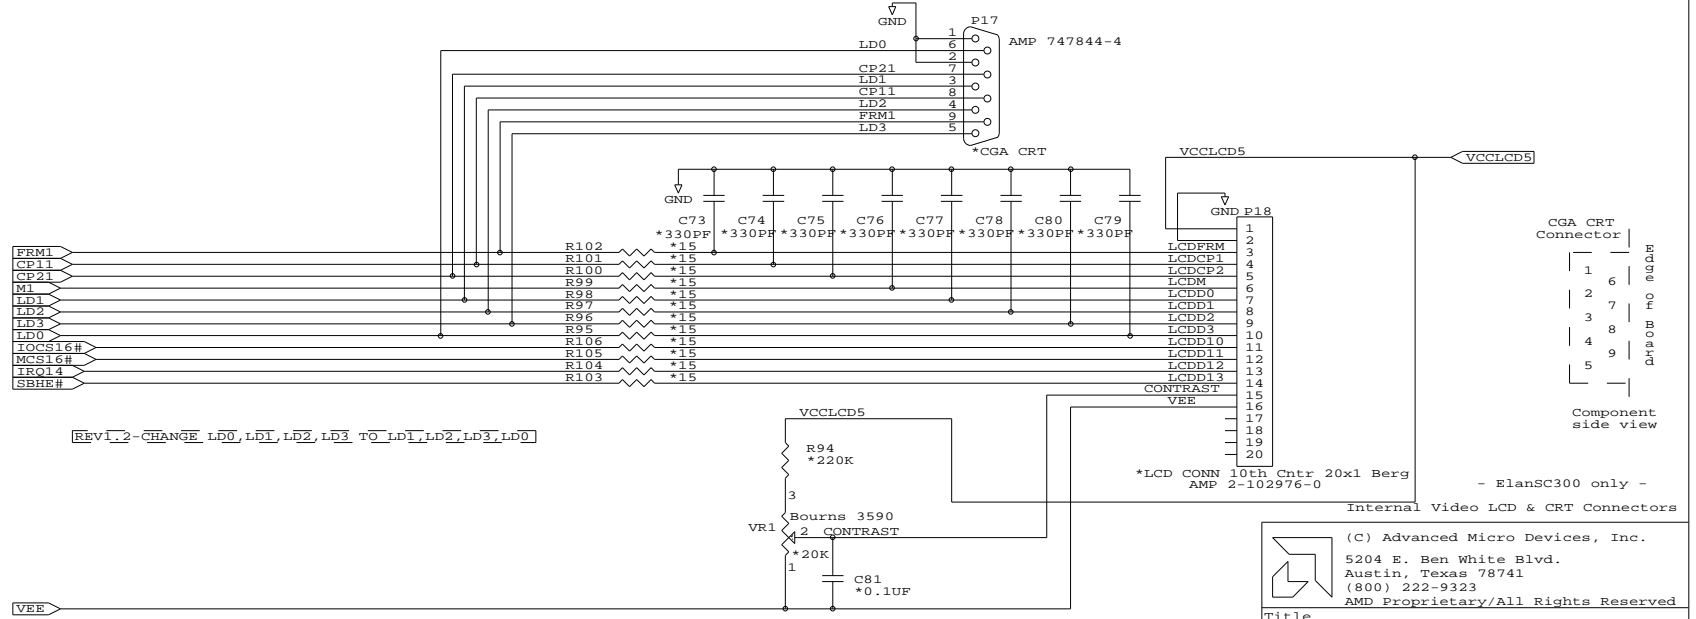 GND
P17
AMP 747844-4
1
LD0 6
2
CP21 7
LD1 3
CP11 8
LD2 4
FRM1 9
LD3 5
*CGA CRT
VCCLCD5
VCCLCD5
GND
C73 C74 C75 C76 C77 C78 C80 C79
*330PF *330PF *330PF *330PF *330PF *330PF *330PF *330PF
GND P18
1
2
FRM1 R102 *15 LCDFRM 3
CP11 R101 *15 LCDCP1 4
CP21 R100 *15 LCDCP2 5
M1 R99 *15 LCDM 6
LD1 R98 *15 LCDD0 7
LD2 R97 *15 LCDD1 8
LD3 R96 *15 LCDD2 9
LD0 R95 *15 LCDD3 10
IOCS16# R106 *15 LCDD10 11
MCS16# R105 *15 LCDD11 12
IRQ14 R104 *15 LCDD12 13
SBHE# R103 *15 LCDD13 14
CONTRAST 15
VEE 16
17
18
19
20
*LCD CONN 10th Cntr 20x1 Berg
AMP 2-102976-0
CGA CRT
Connector
Edge of Board
1
6
2
7
3
8
4
9
5
Component
side view
REV1.2-CHANGE LD0,LD1,LD2,LD3 TO LD1,LD2,LD3,LD0
VCCLCD5
R94
*220K
3
Bourns 3590
VR1 2 CONTRAST
*20K
1
C81
*0.1UF
VEE
- ElanSC300 only -
Internal Video LCD & CRT Connectors
(C) Advanced Micro Devices, Inc.
5204 E. Ben White Blvd.
Austin, Texas 78741
(800) 222-9323
AMD Proprietary/All Rights Reserved
Title